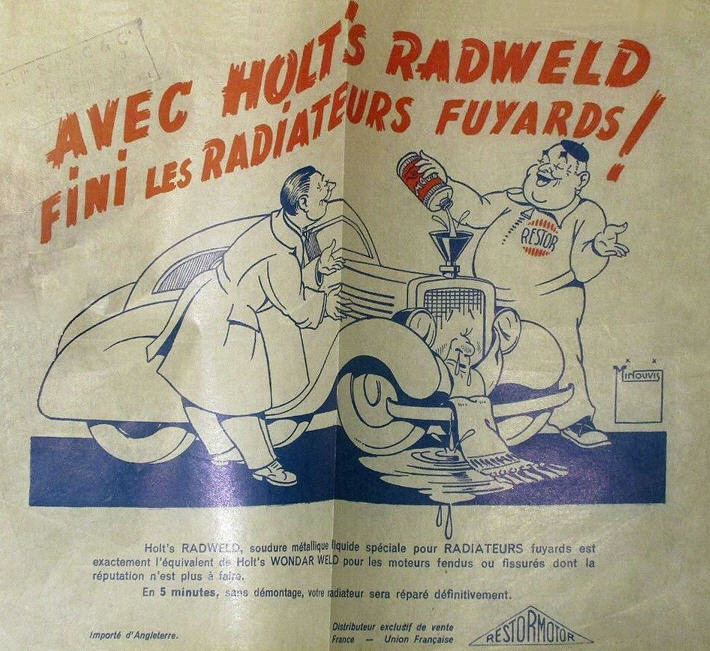 AVEC HOLT'S RADWELD
FINI LES RADIATEURS FUYARDS!
RESTOR
Minouvis
Holt's RADWELD, soudure métallique liquide spéciale pour RADIATEURS fuyards est
exactement l'équivalent de Holt's WONDAR WELD pour les moteurs fendus ou fissurés dont la
réputation n'est plus à faire.
En 5 minutes, sans démontage, votre radiateur sera réparé définitivement.
Importé d'Angleterre.
Distributeur exclusif de vente
France — Union Française
RESTORMOTOR